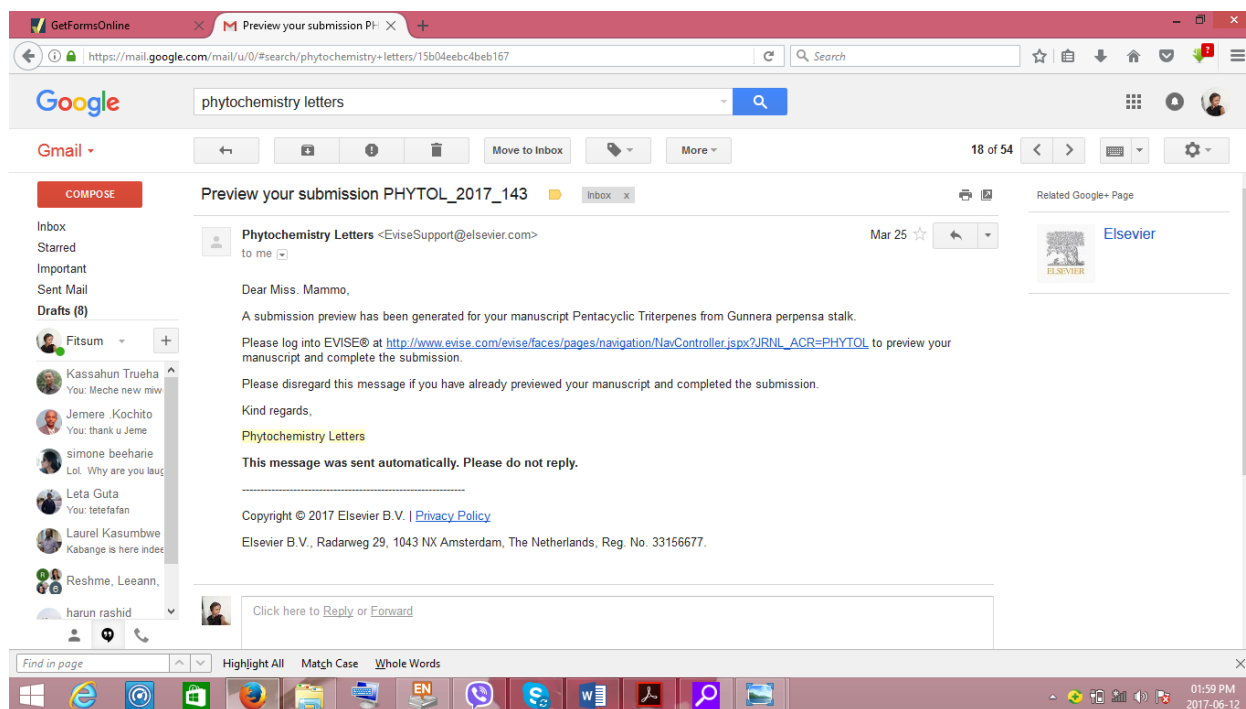 GetFormsOnline
Preview your submission PH
https://mail.google.com/mail/u/0/#search/phytochemistry+letters/15b04eebc4beb167
Search
Google
phytochemistry letters
Gmail
Move to Inbox
More
18 of 54
COMPOSE
Preview your submission PHYTOL_2017_143
Inbox x
Related Google+ Page
Inbox
Starred
Important
Sent Mail
Drafts (8)
Fitsum
Kassahun Trueha
You: Meche new miw
Jemere .Kochito
You: thank u Jeme
simone beeharie
Lol. Why are you laug
Leta Guta
You: tetefafan
Laurel Kasumbwe
Kabange is here indee
Reshme, Leeann,
harun rashid
Phytochemistry Letters <EviseSupport@elsevier.com>
Mar 25
to me
Elsevier
ELSEVIER
Dear Miss. Mammo,
A submission preview has been generated for your manuscript Pentacyclic Triterpenes from Gunnera perpensa stalk.
Please log into EVISE® at http://www.evise.com/evise/faces/pages/navigation/NavController.jspx?JRNL_ACR=PHYTOL to preview your
manuscript and complete the submission.
Please disregard this message if you have already previewed your manuscript and completed the submission.
Kind regards,
Phytochemistry Letters
This message was sent automatically. Please do not reply.
------------------------------------------------------------
Copyright © 2017 Elsevier B.V. | Privacy Policy
Elsevier B.V., Radarweg 29, 1043 NX Amsterdam, The Netherlands, Reg. No. 33156677.
Click here to Reply or Forward
Find in page
Highlight All Match Case Whole Words
EN
01:59 PM
2017-06-12